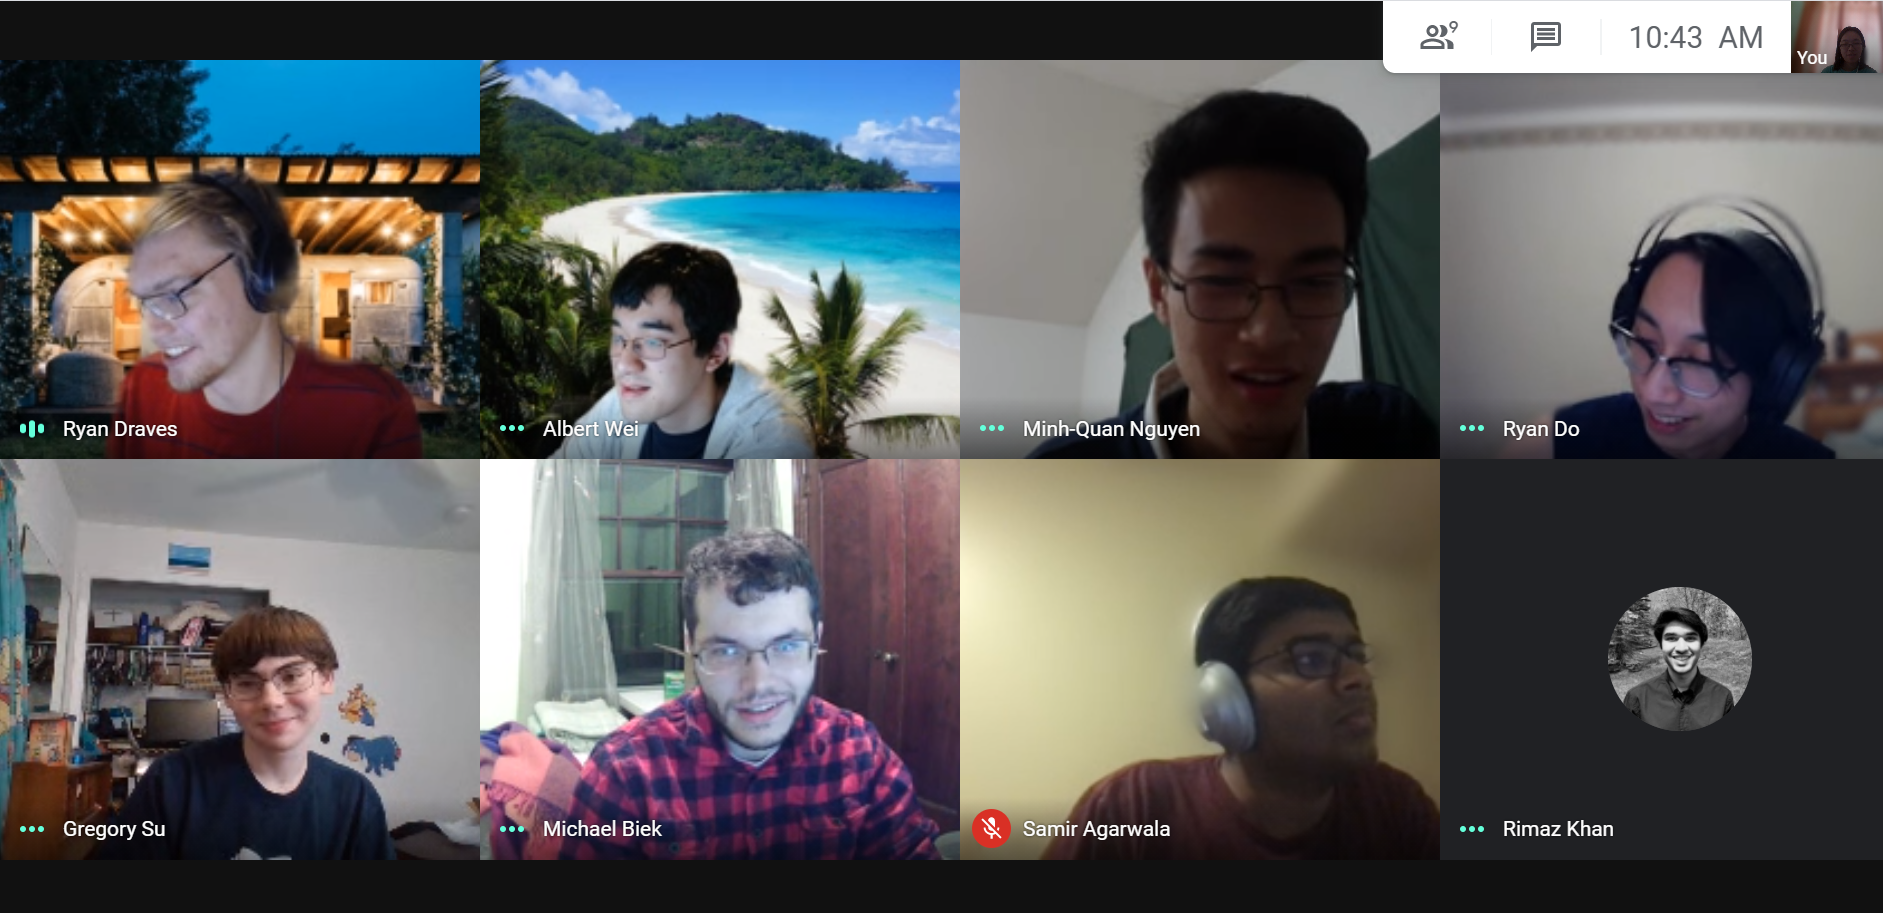 9
10:43 AM
You
Ryan Draves
Albert Wei
Minh-Quan Nguyen
Ryan Do
Gregory Su
Michael Biek
Samir Agarwala
Rimaz Khan